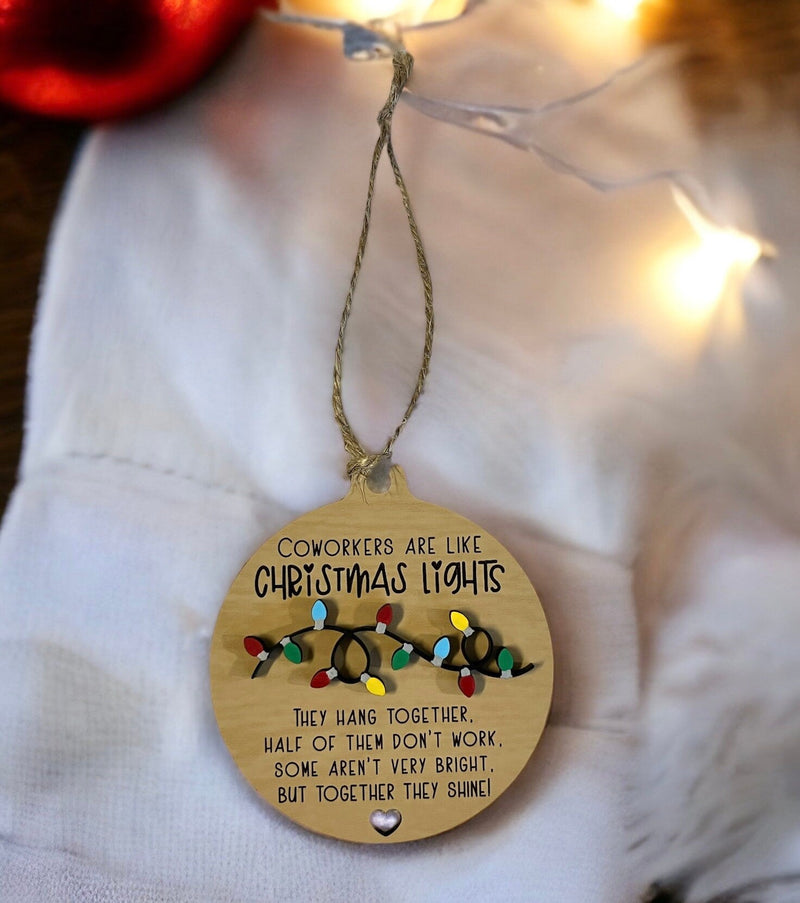 COWORKERS ARE LIKE
CHRISTMAS LIGHTS
THEY HANG TOGETHER,
HALF OF THEM DON'T WORK,
SOME AREN'T VERY BRIGHT,
BUT TOGETHER THEY SHINE!